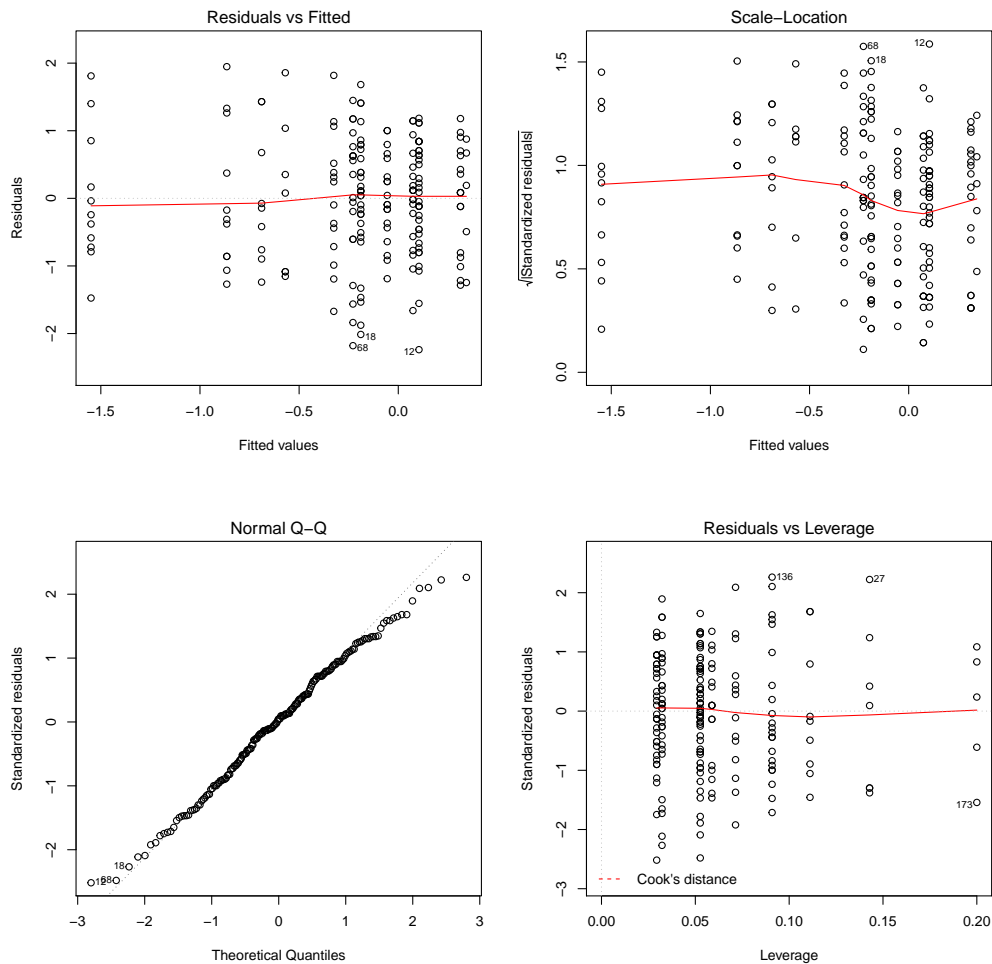 Residuals vs Fitted
Residuals
2
1
0
−1
−2
18
68
12
−1.5 −1.0 −0.5 0.0
Fitted values
Scale−Location
√|Standardized residuals|
1.5
1.0
0.5
0.0
68
12
18
−1.5 −1.0 −0.5 0.0
Fitted values
Normal Q−Q
Standardized residuals
2
1
0
−1
−2
18
68
12
−3 −2 −1 0 1 2 3
Theoretical Quantiles
Residuals vs Leverage
Standardized residuals
2
1
0
−1
−2
−3
136
27
173
Cook's distance
0.00 0.05 0.10 0.15 0.20
Leverage